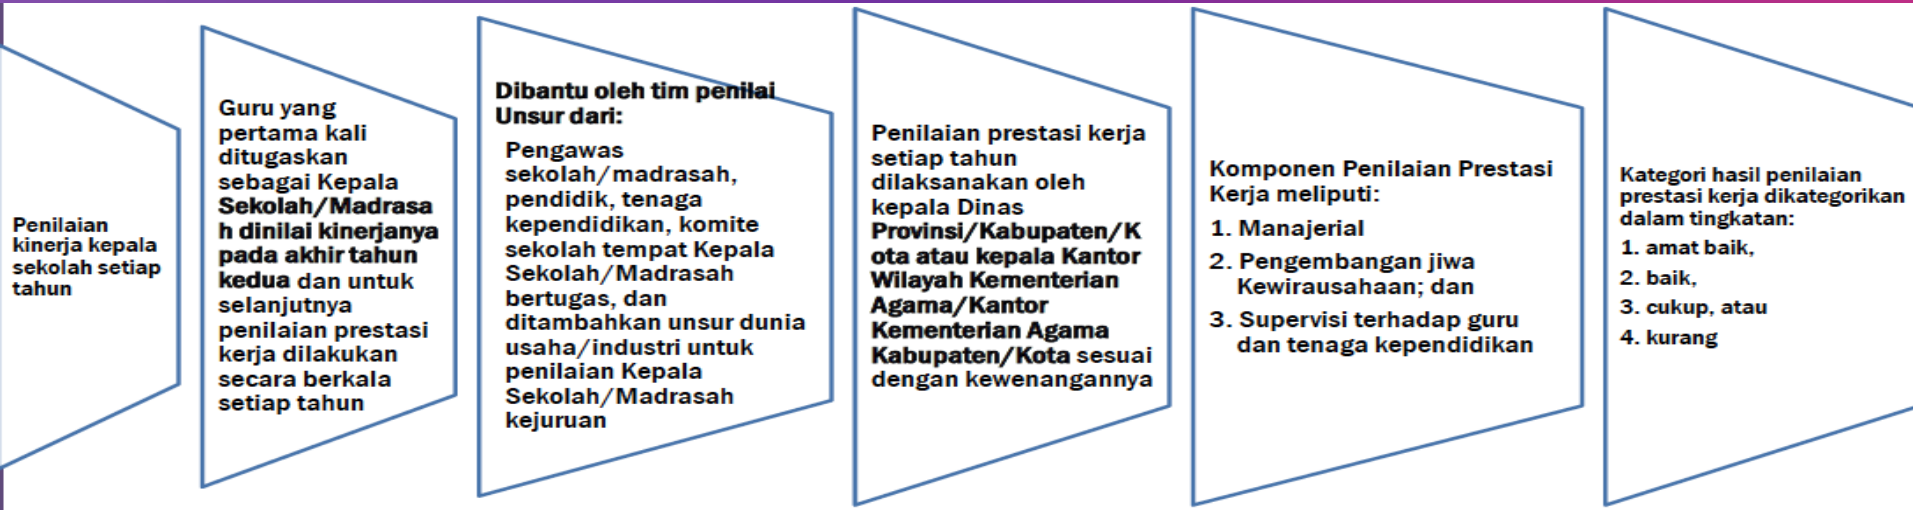 Penilaian
kinerja kepala
sekolah setiap
tahun
Guru yang
pertama kali
ditugaskan
sebagai Kepala
Sekolah/Madrasa
h dinilai kinerjanya
pada akhir tahun
kedua dan untuk
selanjutnya
penilaian prestasi
kerja dilakukan
secara berkala
setiap tahun
Dibantu oleh tim penilai
Unsur dari:
Pengawas
sekolah/madrasah,
pendidik, tenaga
kependidikan, komite
sekolah tempat Kepala
Sekolah/Madrasah
bertugas, dan
ditambahkan unsur dunia
usaha/industri untuk
penilaian Kepala
Sekolah/Madrasah
kejuruan
Penilaian prestasi kerja
setiap tahun
dilaksanakan oleh
kepala Dinas
Provinsi/Kabupaten/K
ota atau kepala Kantor
Wilayah Kementerian
Agama/Kantor
Kementerian Agama
Kabupaten/Kota sesuai
dengan kewenangannya
Komponen Penilaian Prestasi
Kerja meliputi:
1. Manajerial
2. Pengembangan jiwa
Kewirausahaan; dan
3. Supervisi terhadap guru
dan tenaga kependidikan
Kategori hasil penilaian
prestasi kerja dikategorikan
dalam tingkatan:
1. amat baik,
2. baik,
3. cukup, atau
4. kurang